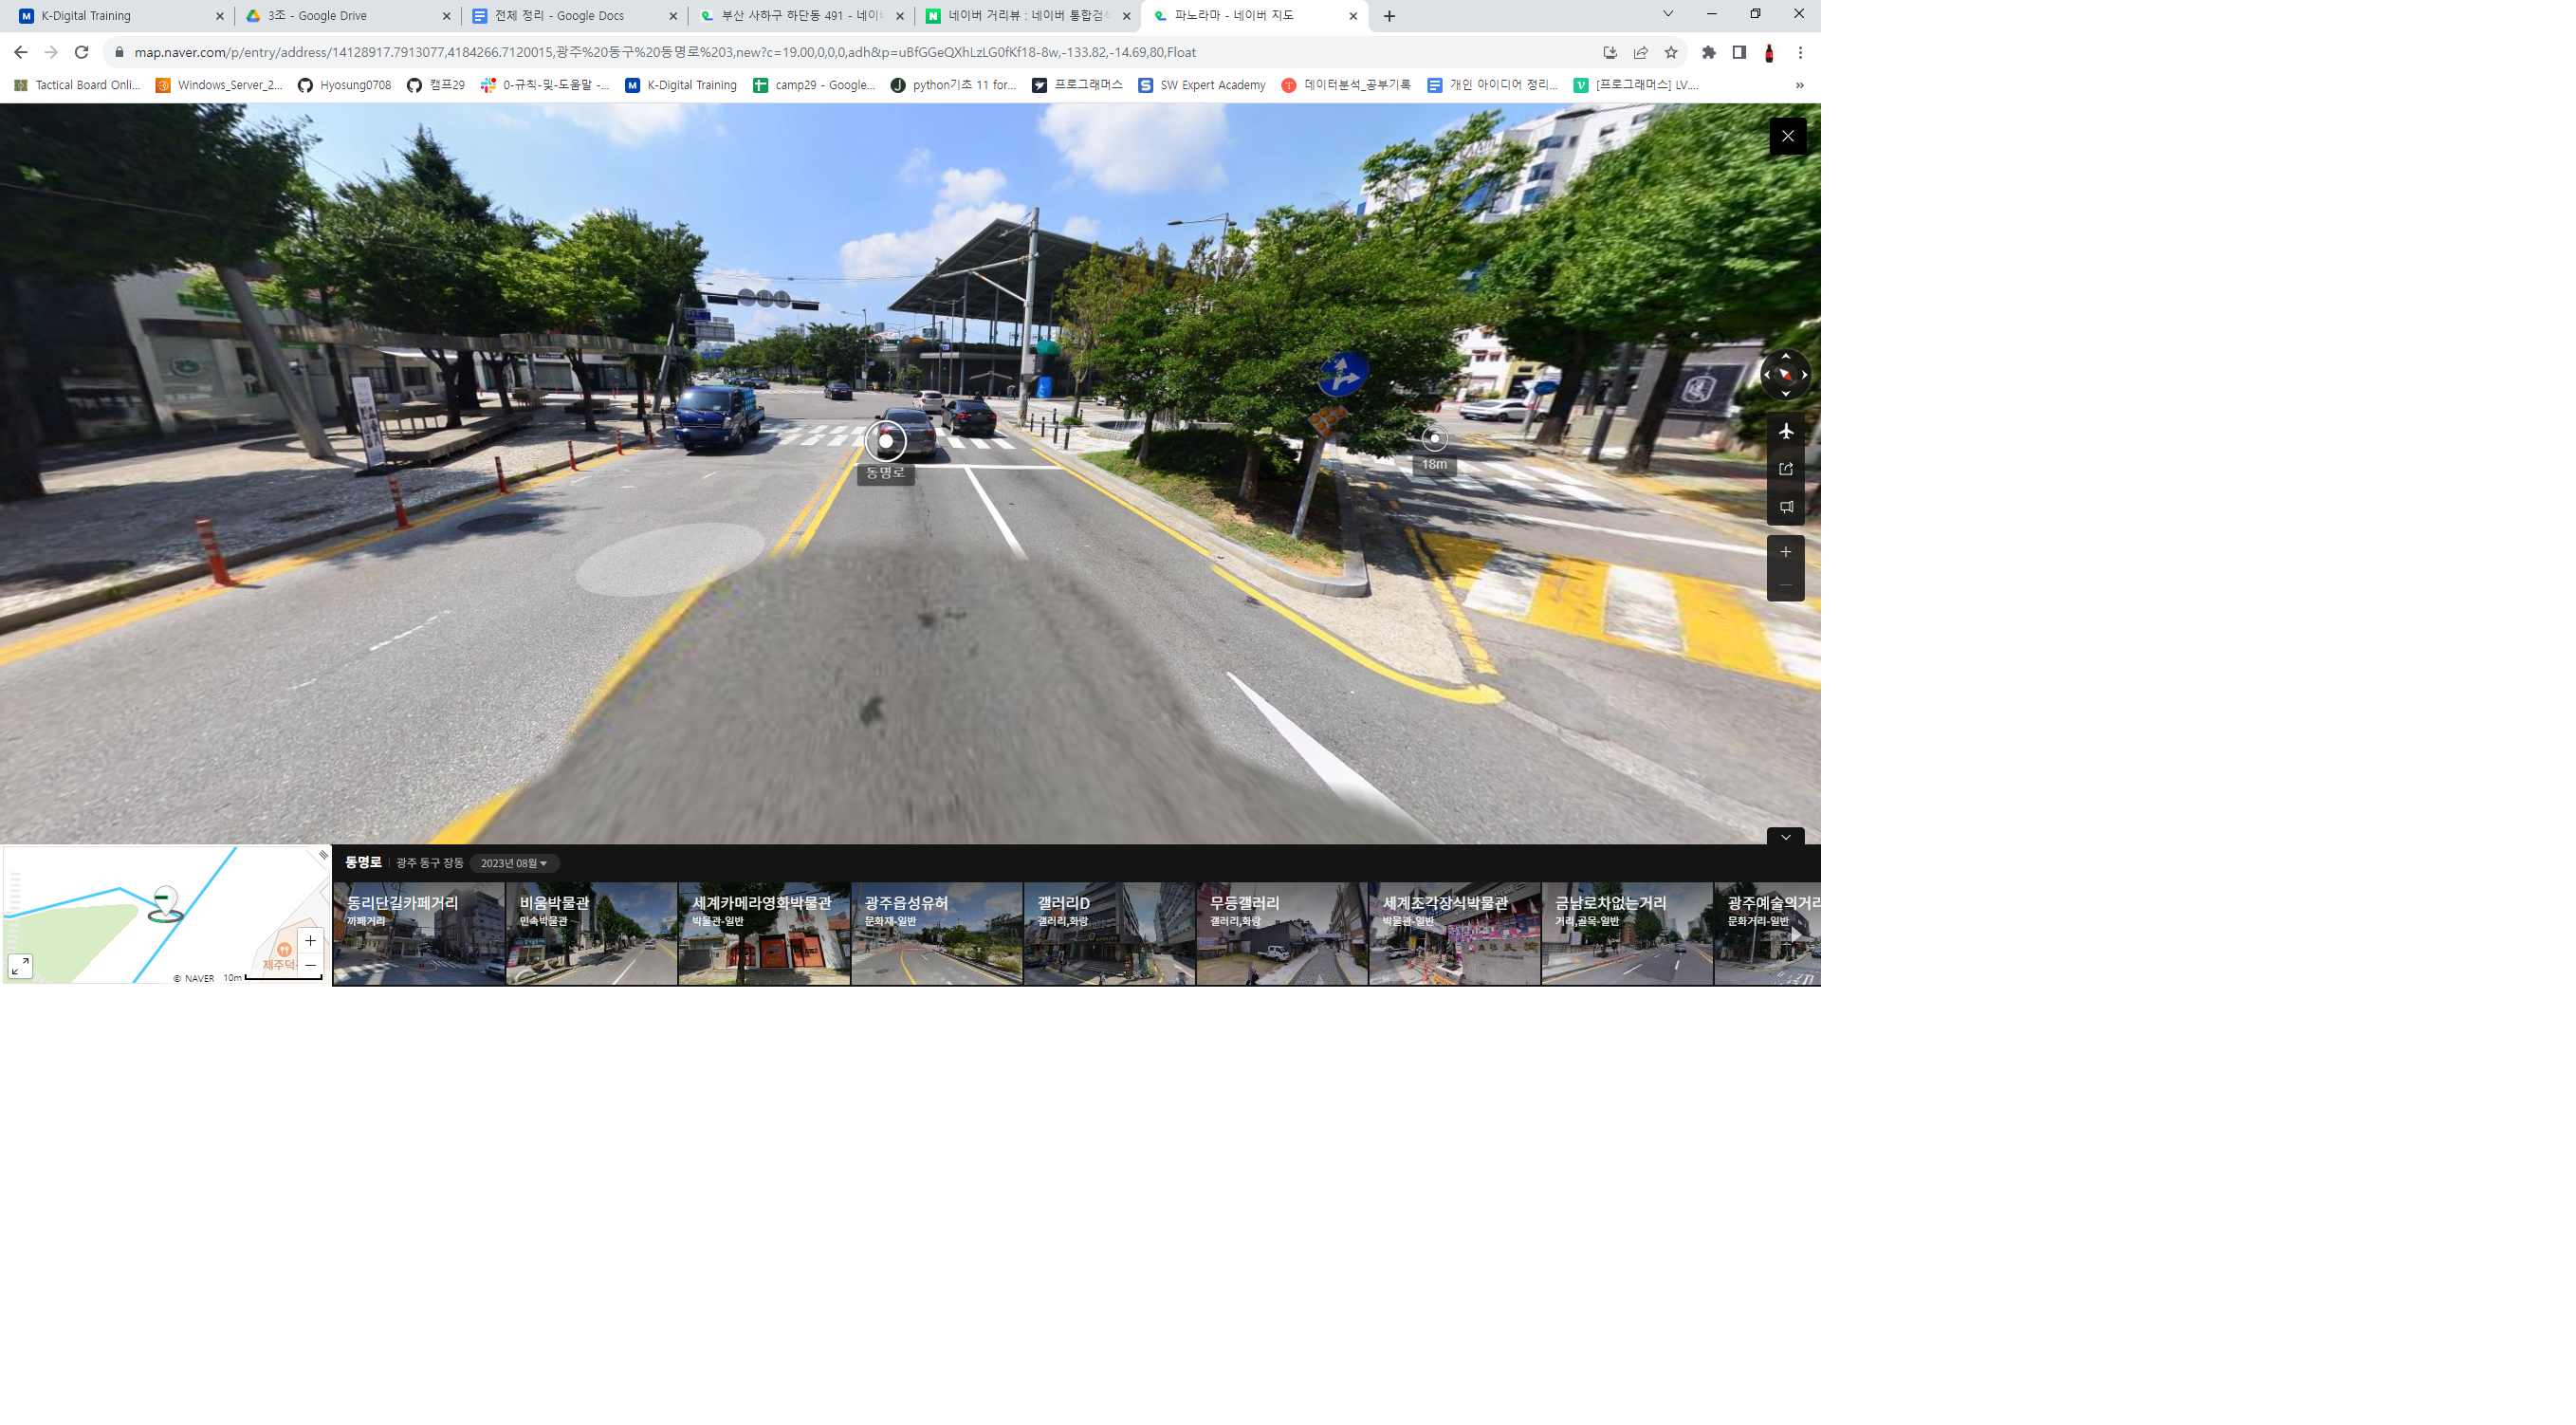 K-Digital Training
3조 - Google Drive
전체 정리 - Google Docs
부산 사하구 하단동 491 - 네이버
네이버 거리뷰 : 네이버 통합검색
파노라마 - 네이버 지도
map.naver.com/p/entry/address/14128917.7913077,4184266.7120015,광주%20동구%20동명로%203,new?c=19.00,0,0,0,adh&p=uBfGGeQXhLzLG0fKf18-8w,-133.82,-14.69,80,Float
Tactical Board Onli...
Windows_Server_2...
Hyosung0708
캠프29
0-규칙-및-도움말 -...
K-Digital Training
camp29 - Google...
python기초 11 for...
프로그래머스
SW Expert Academy
데이터분석_공부기록
개인 아이디어 정리...
[프로그래머스] LV....
»
동명로
18m
동명로 광주 동구 장동 2023년 08월
동리단길카페거리
까페거리
비움박물관
민속박물관
세계카메라영화박물관
박물관-일반
광주읍성유허
문화재-일반
갤러리D
갤러리,화랑
무등갤러리
갤러리,화랑
세계조각장식박물관
박물관-일반
금남로차없는거리
거리,골목-일반
광주예술의거리
문화거리-일반
제주덕
© NAVER 10m